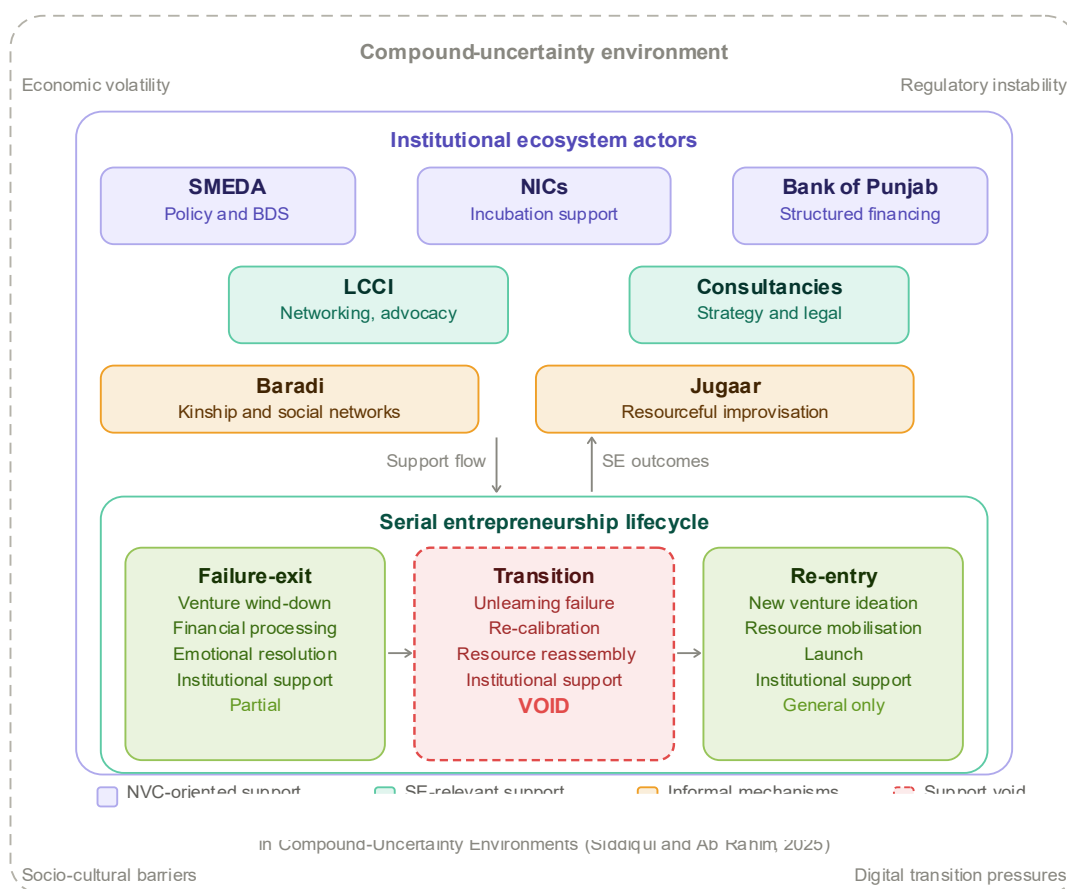 Compound-uncertainty environment
Economic volatility
Regulatory instability
Institutional ecosystem actors
SMEDA
Policy and BDS
NICs
Incubation support
Bank of Punjab
Structured financing
LCCI
Networking, advocacy
Consultancies
Strategy and legal
Baradi
Kinship and social networks
Jugaar
Resourceful improvisation
Support flow
SE outcomes
Serial entrepreneurship lifecycle
Failure-exit
Venture wind-down
Financial processing
Emotional resolution
Institutional support
Partial
Transition
Unlearning failure
Re-calibration
Resource reassembly
Institutional support
VOID
Re-entry
New venture ideation
Resource mobilisation
Launch
Institutional support
General only
NVC-oriented support
SE-relevant support
Informal mechanisms
Support void
in Compound-Uncertainty Environments (Siddiqui and Ab Rahim, 2025)
Socio-cultural barriers
Digital transition pressures